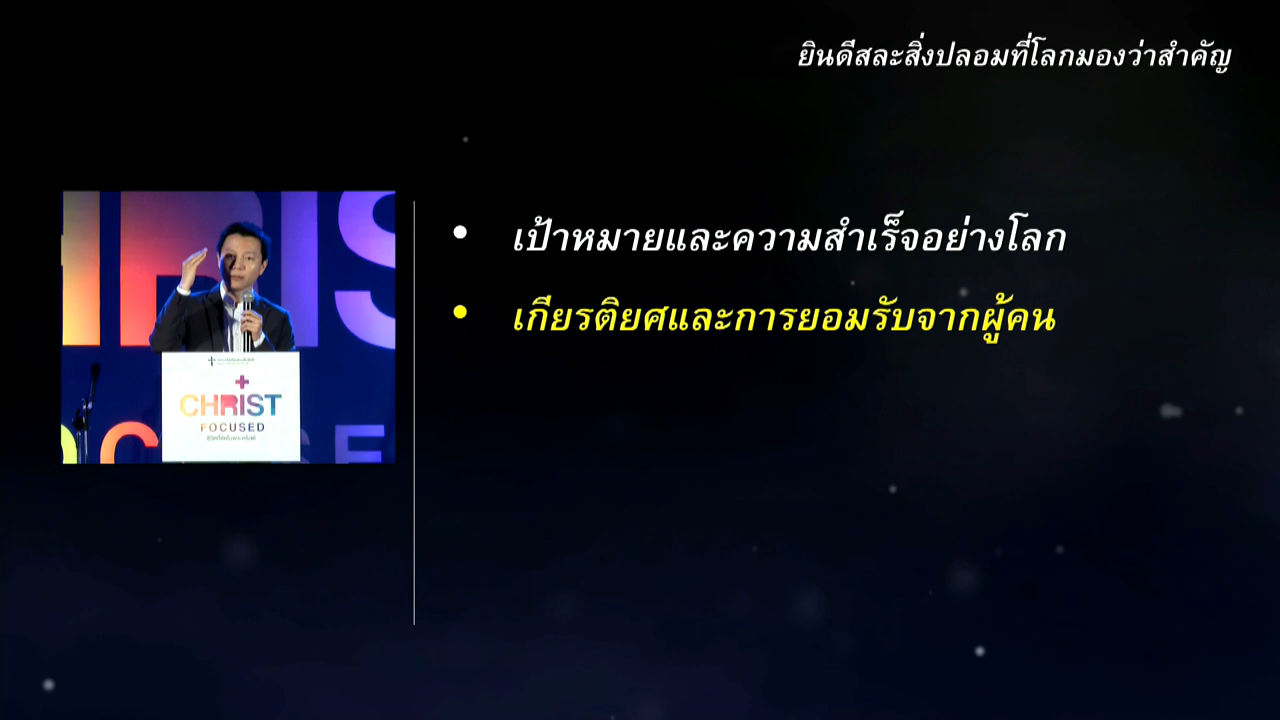 ยินดีสละสิ่งปลอมที่โลกมองว่าสำคัญ
• เป้าหมายและความสำเร็จอย่างโลก
• เกียรติยศและการยอมรับจากผู้คน
CHRIST
FOCUSED